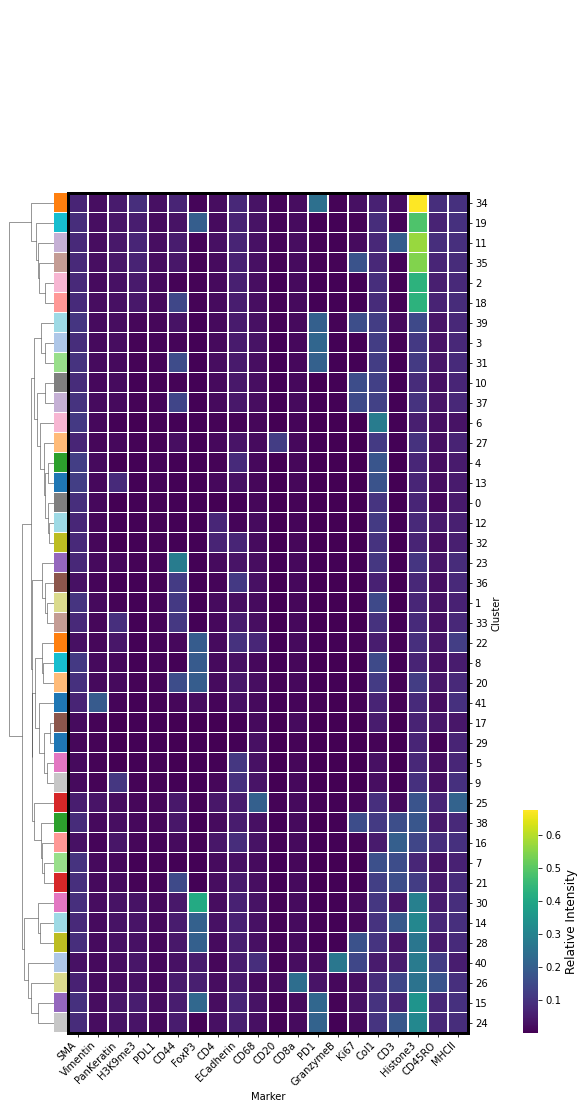 34
19
11
35
2
18
39
3
31
10
37
6
27
4
13
0
12
32
23
36
1
33
22
8
20
41
17
29
5
9
25
38
16
7
21
30
14
28
40
26
15
24
Cluster
0.6
0.5
0.4
0.3
0.2
0.1
Relative Intensity
SMA
Vimentin
PanKeratin
H3K9me3
PDL1
CD44
FoxP3
CD4
ECadherin
CD68
CD20
CD8a
PD1
GranzymeB
Ki67
Col1
CD3
Histone3
CD45RO
MHCII
Marker